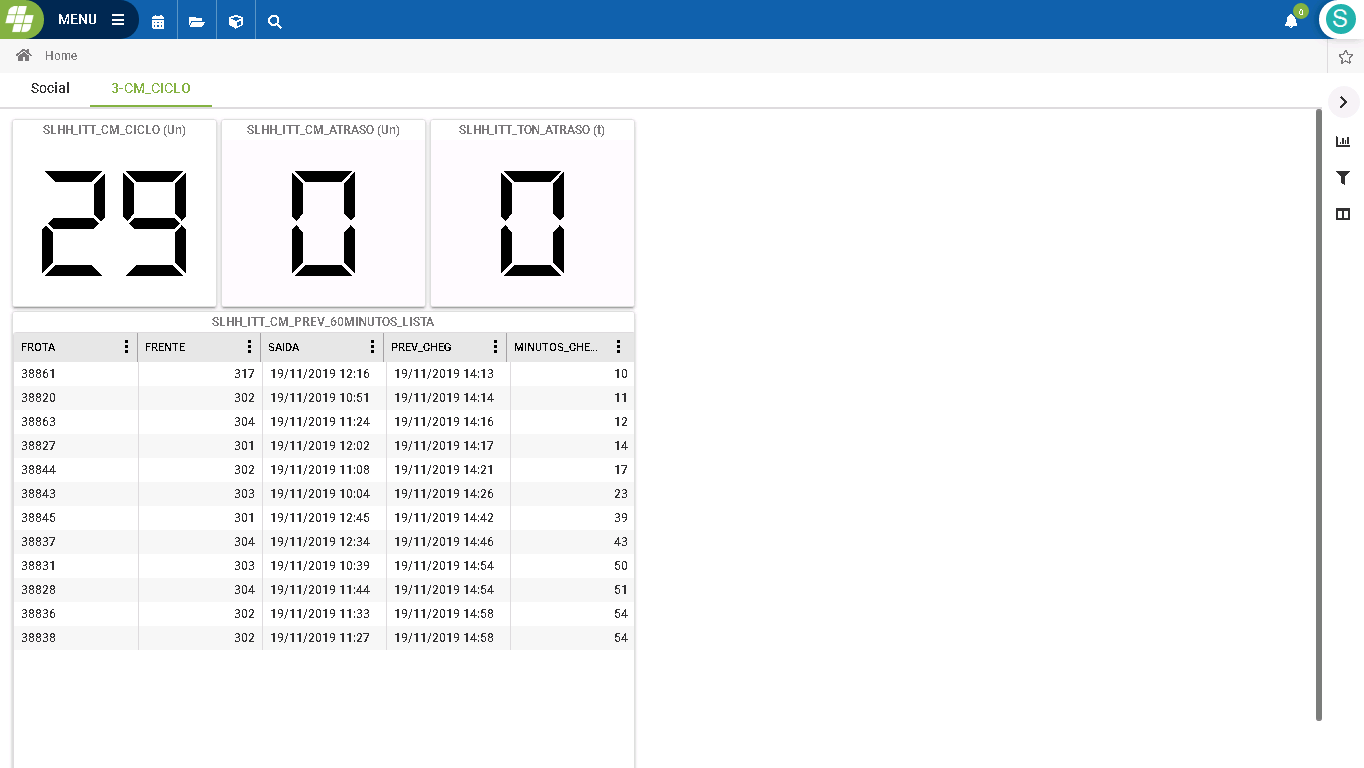 MENU
0
S
Home
Social 3-CM_CICLO
SLHH_ITT_CM_CICLO (Un) SLHH_ITT_CM_ATRASO (Un) SLHH_ITT_TON_ATRASO (t)
29 0 0
SLHH_ITT_CM_PREV_60MINUTOS_LISTA
FROTA FRENTE SAIDA PREV_CHEG MINUTOS_CHE...
38861 317 19/11/2019 12:16 19/11/2019 14:13 10
38820 302 19/11/2019 10:51 19/11/2019 14:14 11
38863 304 19/11/2019 11:24 19/11/2019 14:16 12
38827 301 19/11/2019 12:02 19/11/2019 14:17 14
38844 302 19/11/2019 11:08 19/11/2019 14:21 17
38843 303 19/11/2019 10:04 19/11/2019 14:26 23
38845 301 19/11/2019 12:45 19/11/2019 14:42 39
38837 304 19/11/2019 12:34 19/11/2019 14:46 43
38831 303 19/11/2019 10:39 19/11/2019 14:54 50
38828 304 19/11/2019 11:44 19/11/2019 14:54 51
38836 302 19/11/2019 11:33 19/11/2019 14:58 54
38838 302 19/11/2019 11:27 19/11/2019 14:58 54